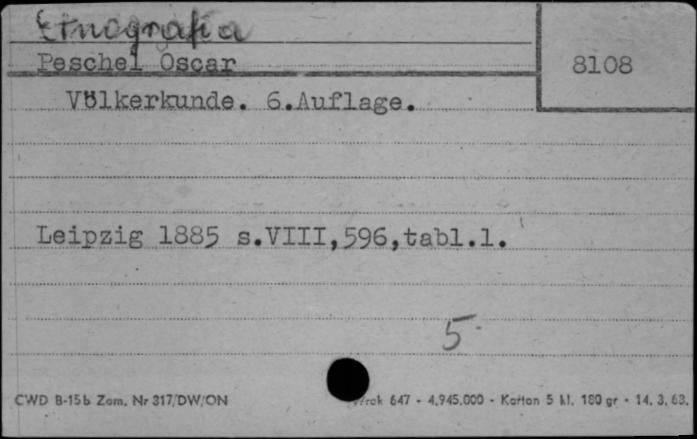 Etnografia
Peschel Oscar
8108
Völkerkunde. 6.Auflage.
Leipzig 1885 s.VIII,596,tabl.1.
5
CWD B-15b Zam. Nr 317/DW/ON 647 - 4.945.000 - Karton 5 kl. 180 gr - 14. 3. 63.